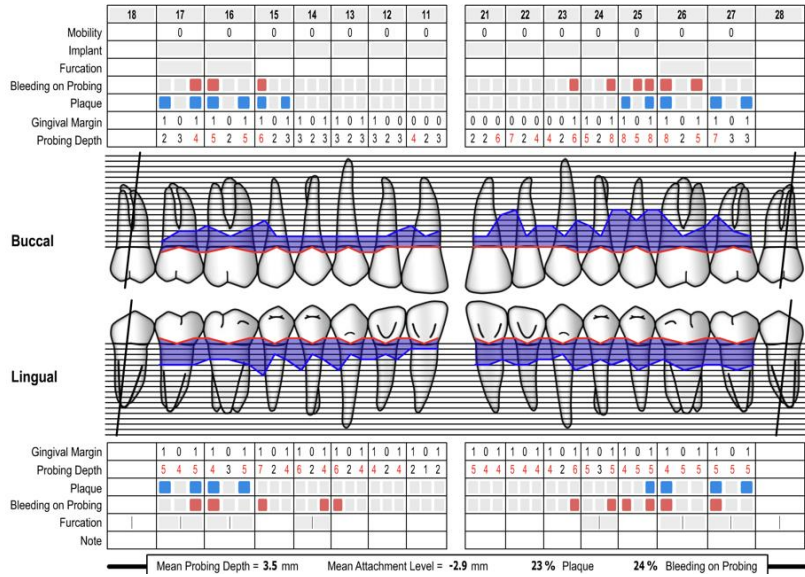 18 17 16 15 14 13 12 11 21 22 23 24 25 26 27 28
Mobility 0 0 0 0 0 0 0 0 0 0 0 0 0 0
Implant
Furcation
Bleeding on Probing
Plaque
Gingival Margin 1 0 1 1 0 1 1 0 1 1 0 1 1 0 1 1 0 0 1 0 1 0 0 0 0 0 0 1 0 1 1 0 1 1 0 1 1 0 1 1 0 1
Probing Depth 2 3 4 5 2 5 6 2 3 3 2 3 3 2 3 3 2 3 4 2 3 2 2 6 7 2 4 4 2 6 5 2 8 8 5 8 8 2 5 7 3 3
Buccal
Lingual
Gingival Margin 1 0 1 1 0 1 1 0 1 1 0 1 1 0 1 1 0 1 1 0 1 1 0 1 1 0 1 1 0 1 1 0 1 1 0 1 1 0 1 1 0 1
Probing Depth 5 4 5 4 3 5 7 2 4 6 2 4 6 2 4 4 2 4 2 1 2 5 4 4 5 4 4 4 2 6 5 4 5 4 5 5 4 5 5 5 5 5
Plaque
Bleeding on Probing
Furcation
Note
Mean Probing Depth = 3.5 mm Mean Attachment Level = -2.9 mm 23 % Plaque 24 % Bleeding on Probing